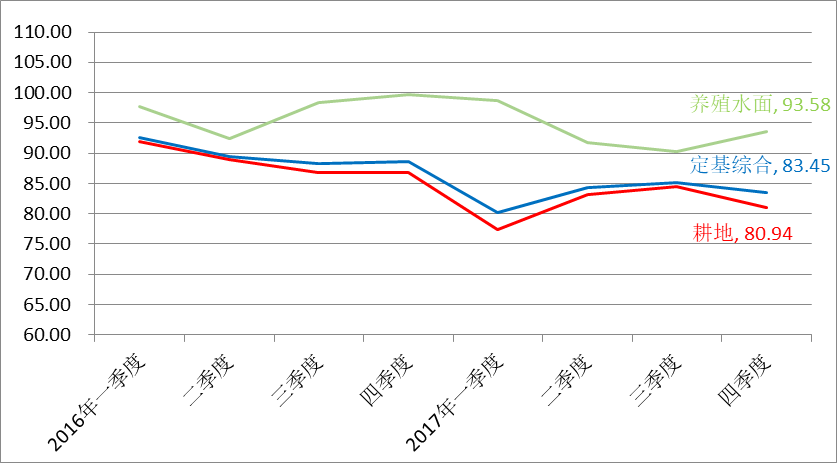 110.00
105.00
100.00
95.00
90.00
85.00
80.00
75.00
70.00
65.00
60.00
养殖水面, 93.58
定基综合, 83.45
耕地, 80.94
2016年一季度
二季度
三季度
四季度
2017年一季度
二季度
三季度
四季度